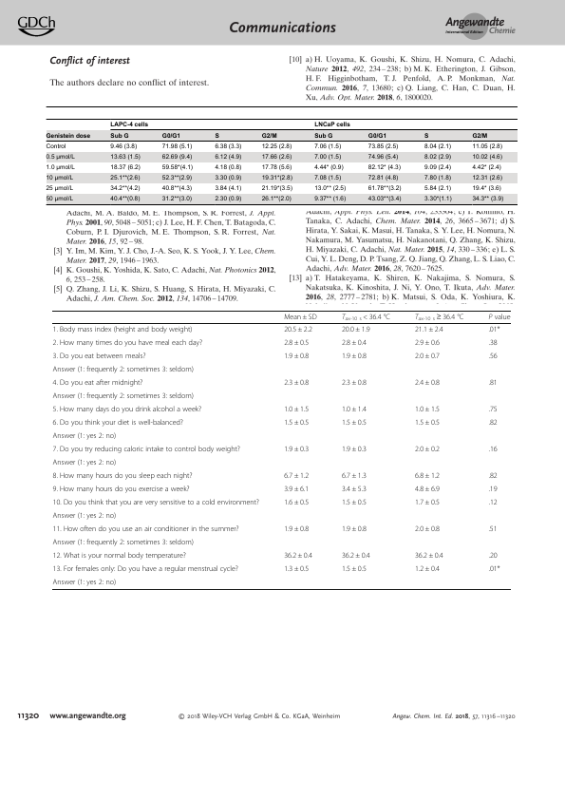 GDCh
Communications
Angewandte
International Edition Chemie
Conflict of interest
The authors declare no conflict of interest.
[10] a) H. Uoyama, K. Goushi, K. Shizu, H. Nomura, C. Adachi,
Nature 2012, 492, 234–238; b) M. K. Etherington, J. Gibson,
H. F. Higginbotham, T. J. Penfold, A. P. Monkman, Nat.
Commun. 2016, 7, 13680; c) Q. Liang, C. Han, C. Duan, H.
Xu, Adv. Opt. Mater. 2018, 6, 1800020.
LAPC-4 cells LNCaP cells
Genistein dose Sub G G0/G1 S G2/M Sub G G0/G1 S G2/M
Control 9.46 (3.8) 71.98 (5.1) 6.38 (3.3) 12.25 (2.8) 7.06 (1.5) 73.85 (2.5) 8.04 (2.1) 11.05 (2.8)
0.5 μmol/L 13.63 (1.5) 62.69 (9.4) 6.12 (4.9) 17.66 (2.6) 7.00 (1.5) 74.96 (5.4) 8.02 (2.9) 10.02 (4.6)
1.0 μmol/L 18.37 (6.2) 59.58*(4.1) 4.18 (0.8) 17.78 (5.6) 4.44* (0.9) 82.12* (4.3) 9.09 (2.4) 4.42* (2.4)
10 μmol/L 25.1**(2.6) 52.3**(2.9) 3.30 (0.9) 19.31*(2.8) 7.08 (1.5) 72.81 (4.8) 7.80 (1.8) 12.31 (2.6)
25 μmol/L 34.2**(4.2) 40.8**(4.3) 3.84 (4.1) 21.19*(3.5) 13.0** (2.5) 61.78**(3.2) 5.84 (2.1) 19.4* (3.6)
50 μmol/L 40.4**(0.8) 31.2**(3.0) 2.30 (0.9) 26.1**(2.0) 9.37** (1.6) 43.03**(3.4) 3.30*(1.1) 34.3** (3.9)
Adachi, M. A. Baldo, M. E. Thompson, S. R. Forrest, J. Appl.
Phys. 2001, 90, 5048–5051; c) J. Lee, H. F. Chen, T. Batagoda, C.
Coburn, P. I. Djurovich, M. E. Thompson, S. R. Forrest, Nat.
Mater. 2016, 15, 92–98.
[3] Y. Im, M. Kim, Y. J. Cho, J.-A. Seo, K. S. Yook, J. Y. Lee, Chem.
Mater. 2017, 29, 1946–1963.
[4] K. Goushi, K. Yoshida, K. Sato, C. Adachi, Nat. Photonics 2012,
6, 253–258.
[5] Q. Zhang, J. Li, K. Shizu, S. Huang, S. Hirata, H. Miyazaki, C.
Adachi, J. Am. Chem. Soc. 2012, 134, 14706–14709.
Adachi, Appl. Phys. Lett. 2014, 104, 233304; c) T. Komino, H.
Tanaka, C. Adachi, Chem. Mater. 2014, 26, 3665–3671; d) S.
Hirata, Y. Sakai, K. Masui, H. Tanaka, S. Y. Lee, H. Nomura, N.
Nakamura, M. Yasumatsu, H. Nakanotani, Q. Zhang, K. Shizu,
H. Miyazaki, C. Adachi, Nat. Mater. 2015, 14, 330–336; e) L. S.
Cui, Y. L. Deng, D. P. Tsang, Z. Q. Jiang, Q. Zhang, L. S. Liao, C.
Adachi, Adv. Mater. 2016, 28, 7620–7625.
[13] a) T. Hatakeyama, K. Shiren, K. Nakajima, S. Nomura, S.
Nakatsuka, K. Kinoshita, J. Ni, Y. Ono, T. Ikuta, Adv. Mater.
2016, 28, 2777–2781; b) K. Matsui, S. Oda, K. Yoshiura, K.
Mean ± SD < 36.4 °C ≥ 36.4 °C P value
1. Body mass index (height and body weight) 20.5 ± 2.2 20.0 ± 1.9 21.1 ± 2.4 .01*
2. How many times do you have meal each day? 2.8 ± 0.5 2.8 ± 0.4 2.9 ± 0.6 .38
3. Do you eat between meals? 1.9 ± 0.8 1.9 ± 0.8 2.0 ± 0.7 .56
Answer (1: frequently 2: sometimes 3: seldom)
4. Do you eat after midnight? 2.3 ± 0.8 2.3 ± 0.8 2.4 ± 0.8 .81
Answer (1: frequently 2: sometimes 3: seldom)
5. How many days do you drink alcohol a week? 1.0 ± 1.5 1.0 ± 1.4 1.0 ± 1.5 .75
6. Do you think your diet is well-balanced? 1.5 ± 0.5 1.5 ± 0.5 1.5 ± 0.5 .82
Answer (1: yes 2: no)
7. Do you try reducing caloric intake to control body weight? 1.9 ± 0.3 1.9 ± 0.3 2.0 ± 0.2 .16
Answer (1: yes 2: no)
8. How many hours do you sleep each night? 6.7 ± 1.2 6.7 ± 1.3 6.8 ± 1.2 .82
9. How many hours do you exercise a week? 3.9 ± 6.1 3.4 ± 5.3 4.8 ± 6.9 .19
10. Do you think that you are very sensitive to a cold environment? 1.6 ± 0.5 1.5 ± 0.5 1.7 ± 0.5 .12
Answer (1: yes 2: no)
11. How often do you use an air conditioner in the summer? 1.9 ± 0.8 1.9 ± 0.8 2.0 ± 0.8 .51
Answer (1: frequently 2: sometimes 3: seldom)
12. What is your normal body temperature? 36.2 ± 0.4 36.2 ± 0.4 36.2 ± 0.4 .20
13. For females only: Do you have a regular menstrual cycle? 1.3 ± 0.5 1.5 ± 0.5 1.2 ± 0.4 .01*
Answer (1: yes 2: no)
11320 www.angewandte.org © 2018 Wiley-VCH Verlag GmbH & Co. KGaA, Weinheim Angew. Chem. Int. Ed. 2018, 57, 11316–11320